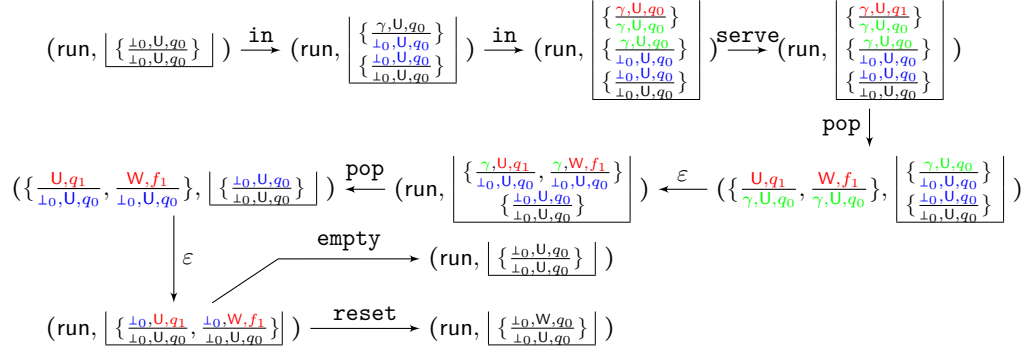 (run, {⊥₀,U,q₀ / ⊥₀,U,q₀} ) in (run, {γ,U,q₀ / ⊥₀,U,q₀} {⊥₀,U,q₀ / ⊥₀,U,q₀} ) in (run, {γ,U,q₀ / γ,U,q₀} {γ,U,q₀ / ⊥₀,U,q₀} {⊥₀,U,q₀ / ⊥₀,U,q₀} ) serve (run, {γ,U,q₁ / γ,U,q₀} {γ,U,q₀ / ⊥₀,U,q₀} {⊥₀,U,q₀ / ⊥₀,U,q₀} )
pop
({U,q₁ / ⊥₀,U,q₀, W,f₁ / ⊥₀,U,q₀}, {⊥₀,U,q₀ / ⊥₀,U,q₀} ) pop (run, {γ,U,q₁ / ⊥₀,U,q₀, γ,W,f₁ / ⊥₀,U,q₀} {⊥₀,U,q₀ / ⊥₀,U,q₀} ) ε ({U,q₁ / γ,U,q₀, W,f₁ / γ,U,q₀}, {γ,U,q₀ / ⊥₀,U,q₀} {⊥₀,U,q₀ / ⊥₀,U,q₀} )
ε
empty (run, {⊥₀,U,q₀ / ⊥₀,U,q₀} )
(run, {⊥₀,U,q₁ / ⊥₀,U,q₀, ⊥₀,W,f₁ / ⊥₀,U,q₀} ) reset (run, {⊥₀,W,q₀ / ⊥₀,U,q₀} )